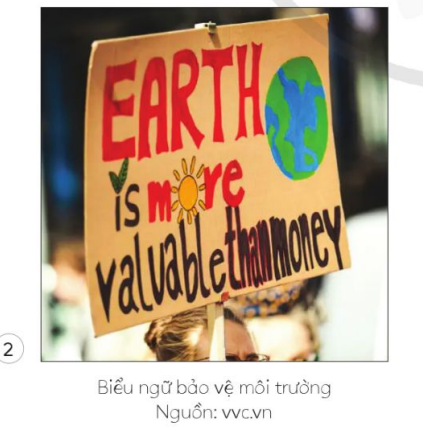 EARTH
is more
valuable than money
2
Biểu ngữ bảo vệ môi trường
Nguồn: vvc.vn